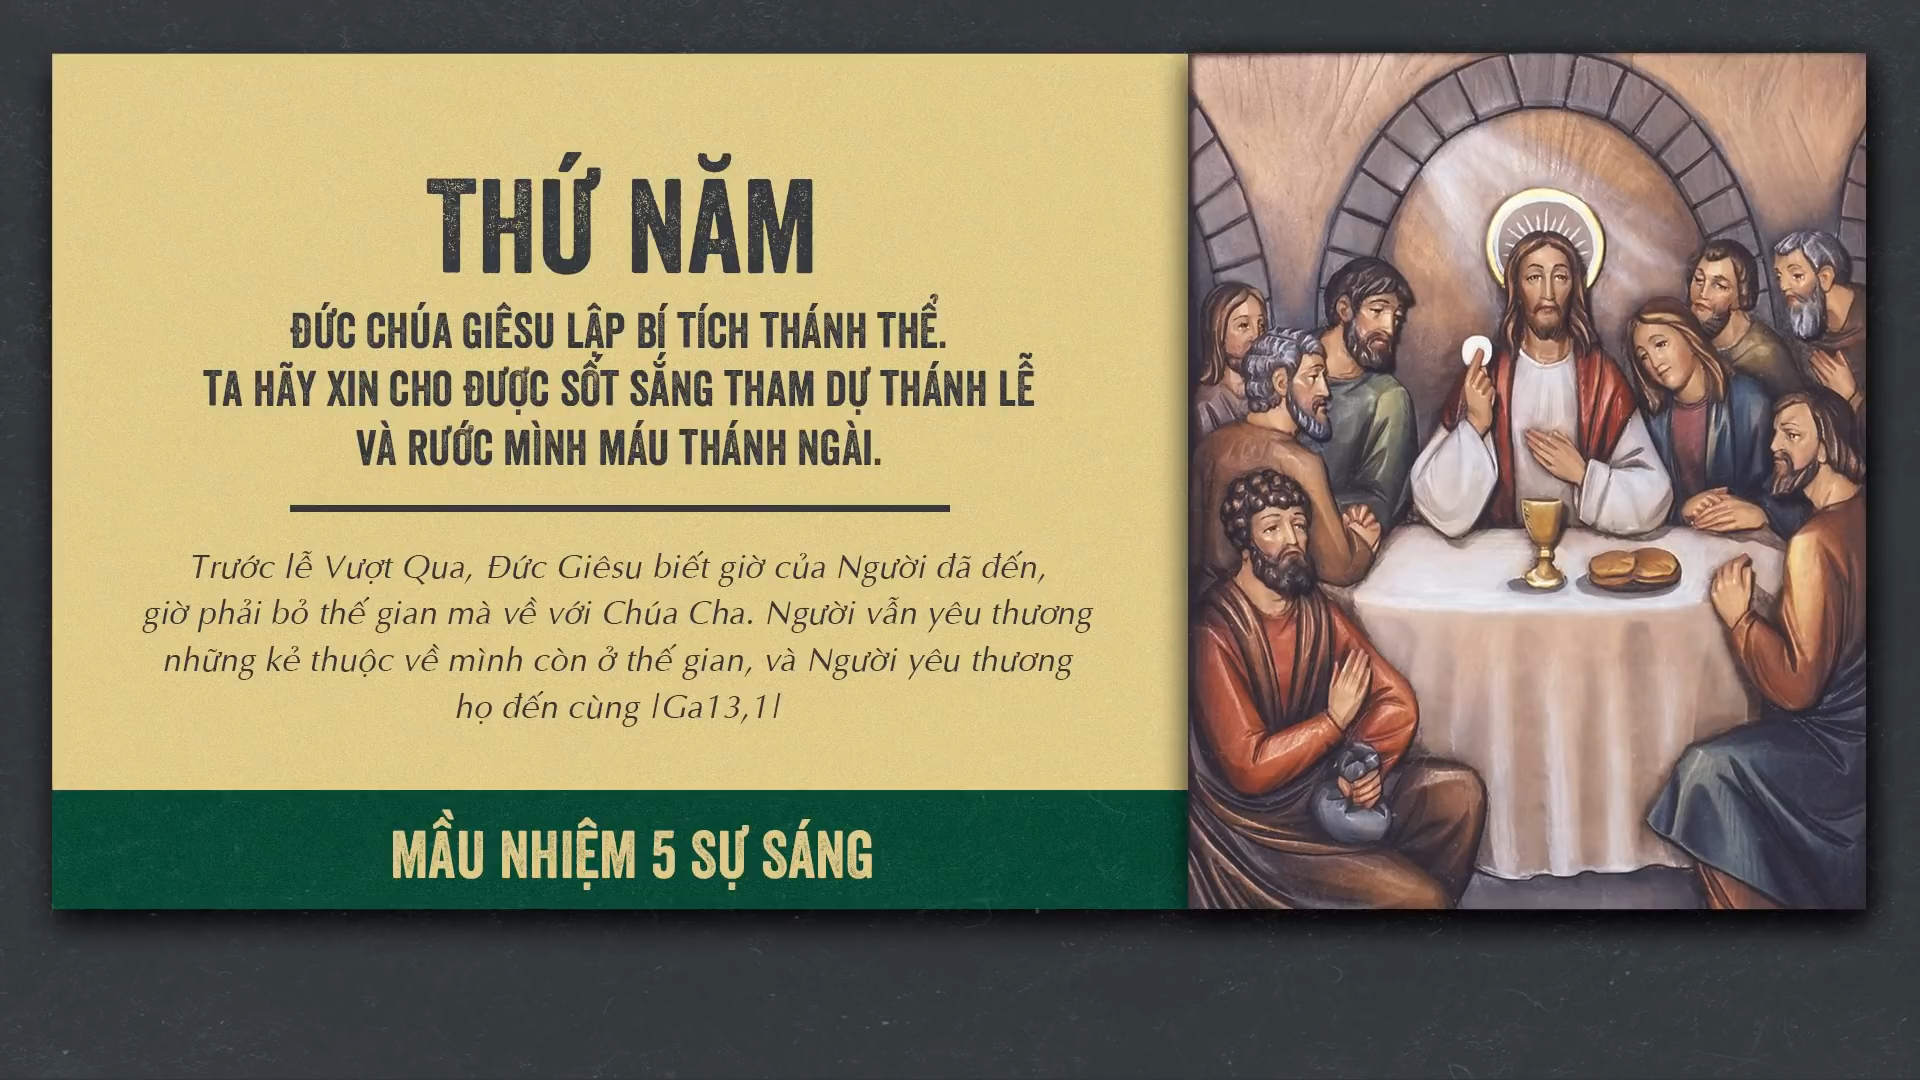 THỨ NĂM
ĐỨC CHÚA GIÊSU LẬP BÍ TÍCH THÁNH THỂ.
TA HÃY XIN CHO ĐƯỢC SỐT SẮNG THAM DỰ THÁNH LỄ
VÀ RƯỚC MÌNH MÁU THÁNH NGÀI.
Trước lễ Vượt Qua, Đức Giêsu biết giờ của Người đã đến,
giờ phải bỏ thế gian mà về với Chúa Cha. Người vẫn yêu thương
những kẻ thuộc về mình còn ở thế gian, và Người yêu thương
họ đến cùng |Ga13,1|
MẦU NHIỆM 5 SỰ SÁNG